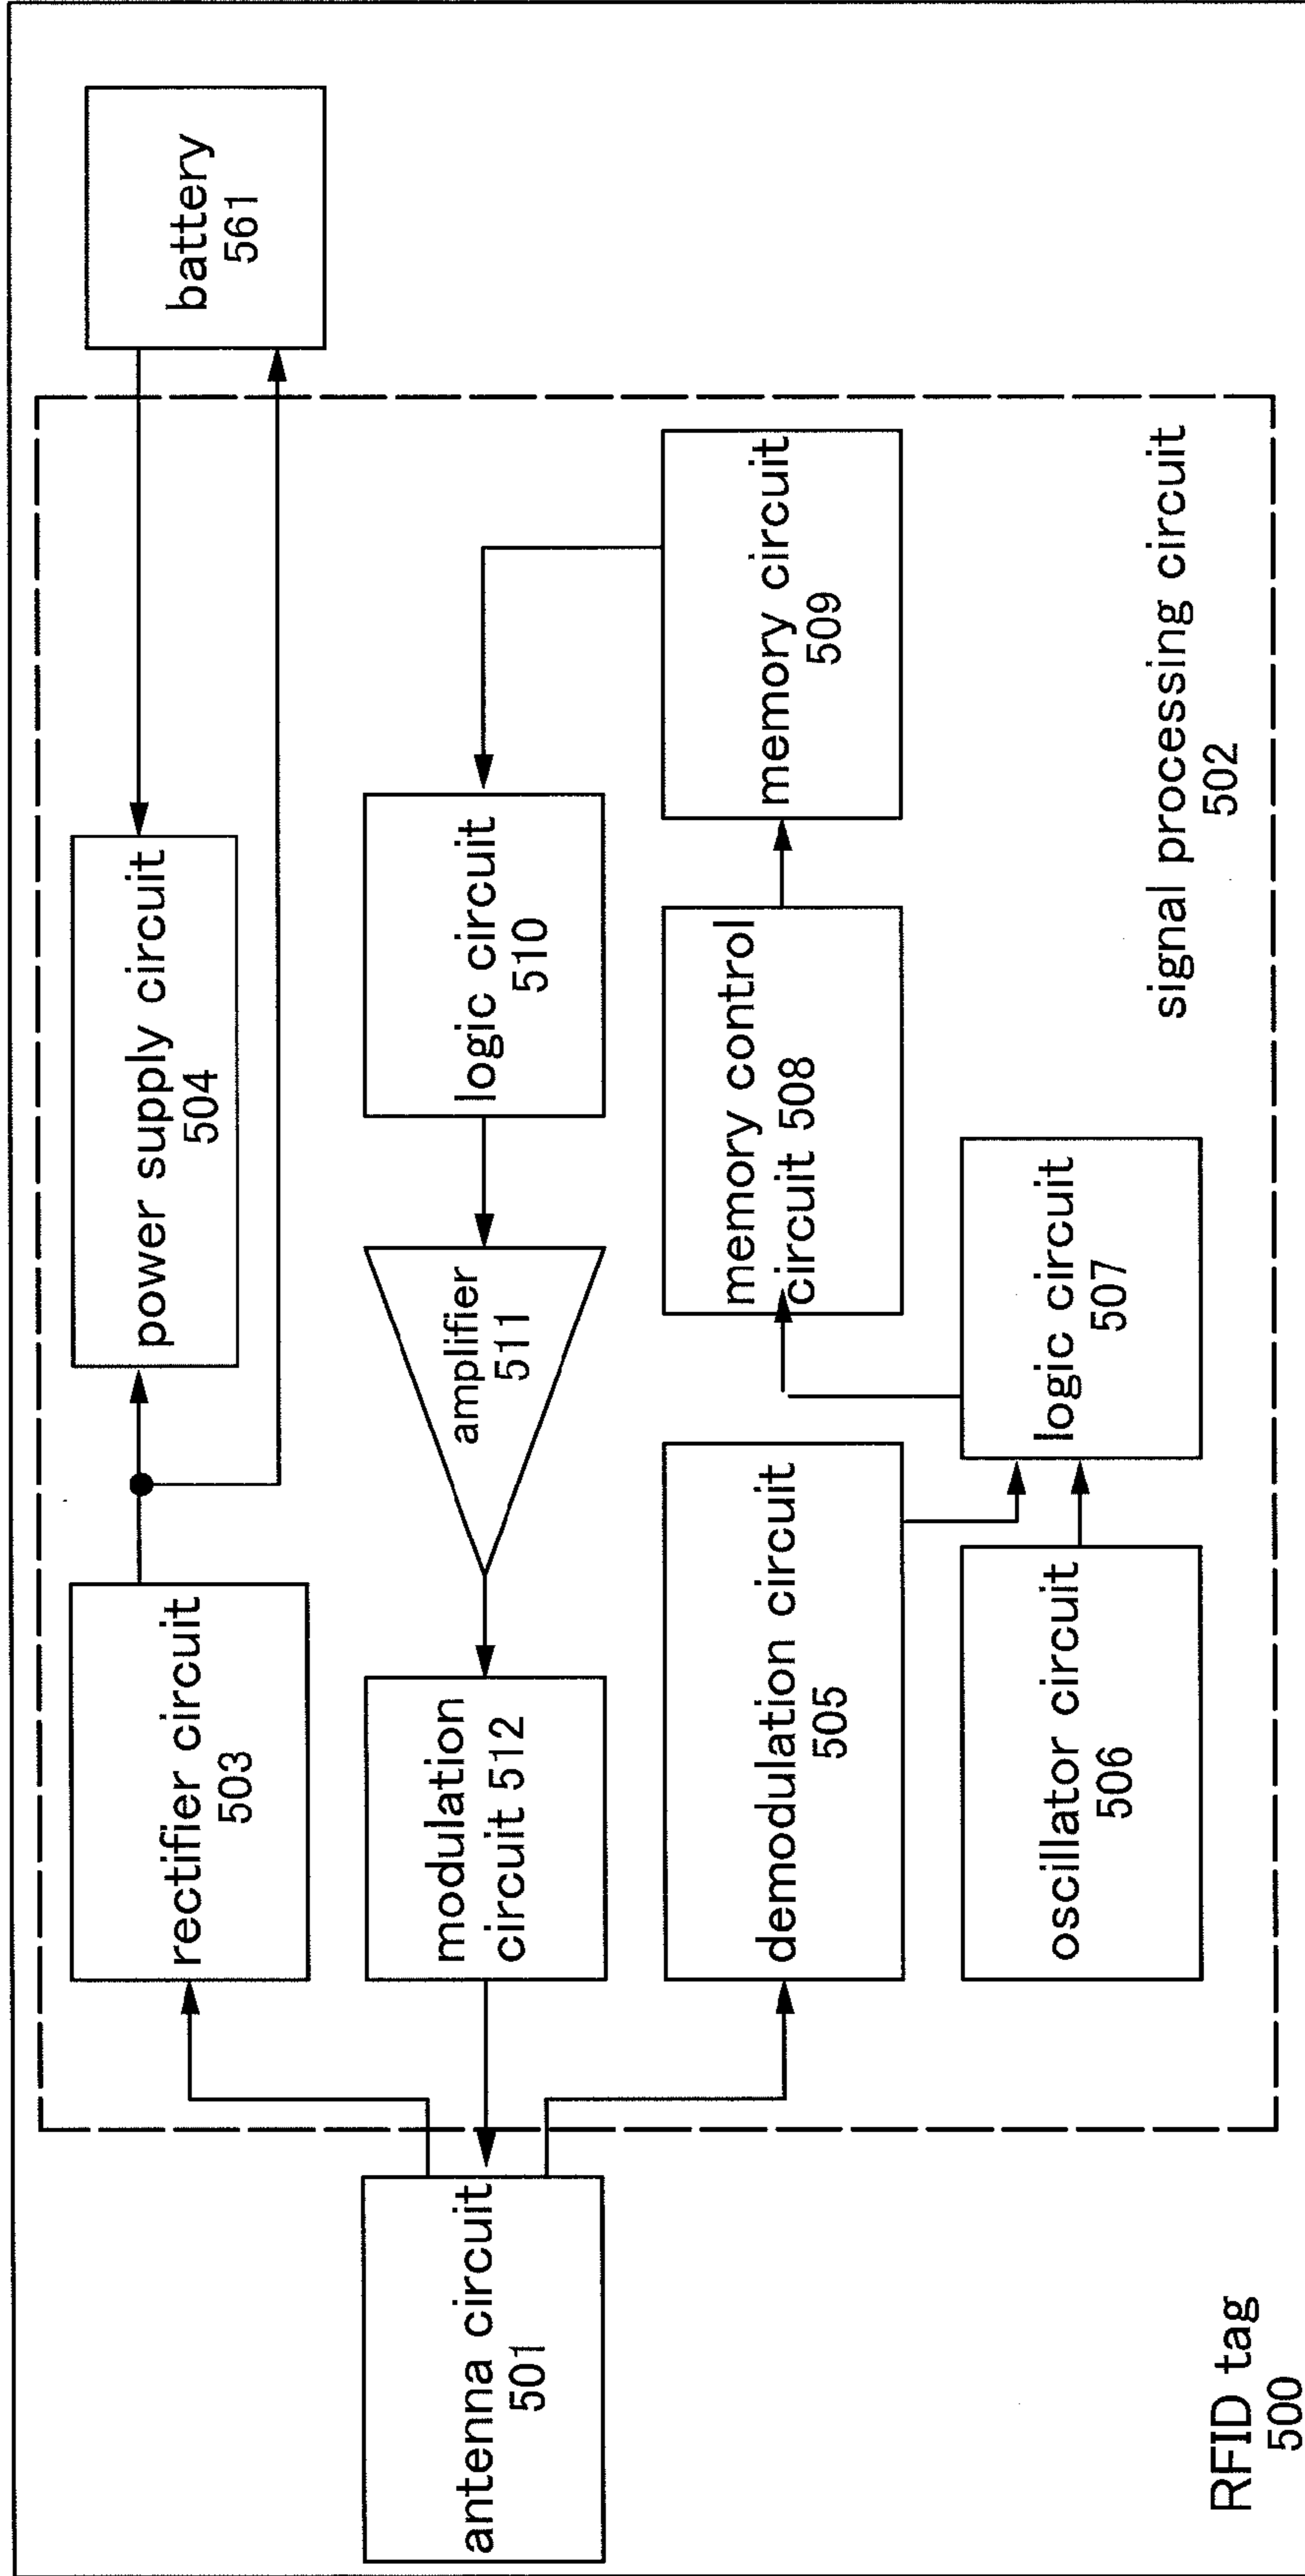 battery
561
rectifier circuit
503
power supply circuit
504
antenna circuit
501
modulation
circuit 512
amplifier
511
logic circuit
510
demodulation circuit
505
memory control
circuit 508
memory circuit
509
oscillator circuit
506
logic circuit
507
signal processing circuit
502
RFID tag
500